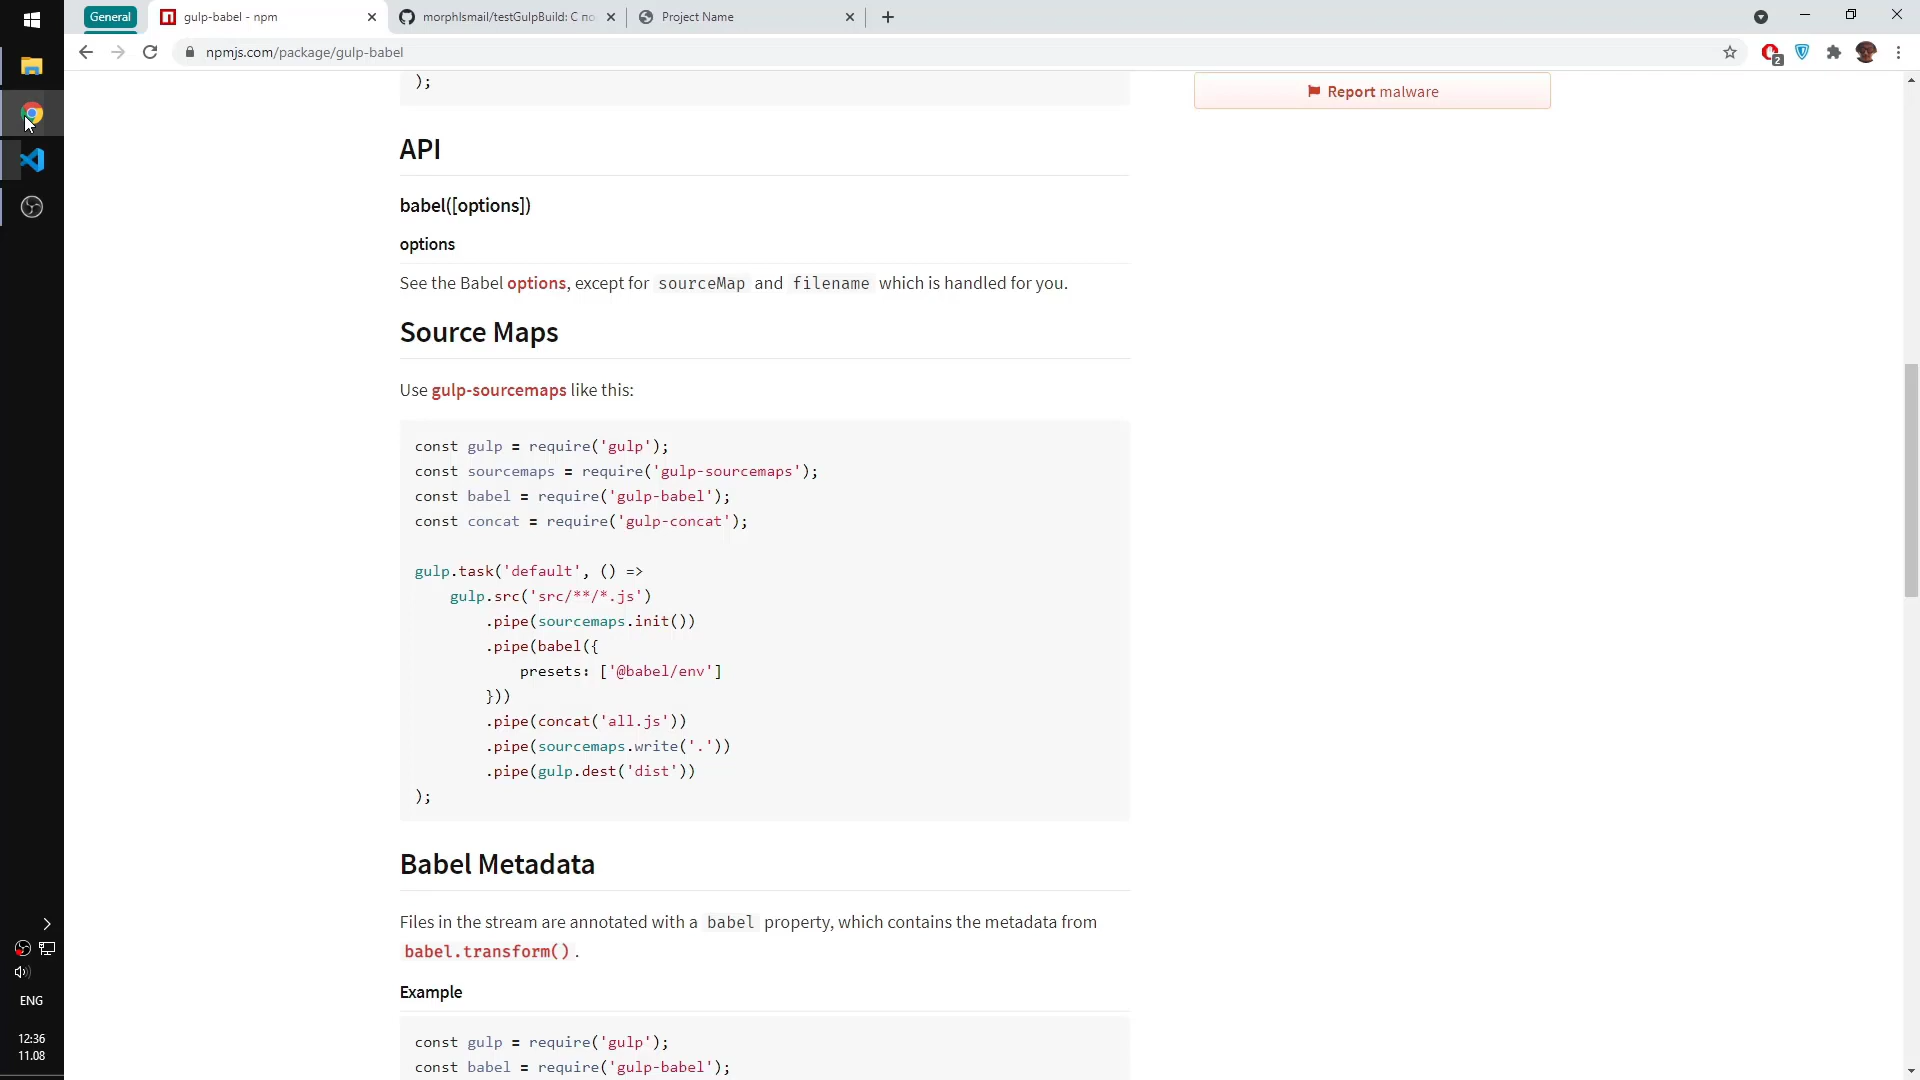 General
gulp-babel - npm
morphIsmail/testGulpBuild: С по
Project Name
npmjs.com/package/gulp-babel
2
);
Report malware
API
babel([options])
options
See the Babel options, except for sourceMap and filename which is handled for you.
Source Maps
Use gulp-sourcemaps like this:
const gulp = require('gulp');
const sourcemaps = require('gulp-sourcemaps');
const babel = require('gulp-babel');
const concat = require('gulp-concat');
gulp.task('default', () =>
gulp.src('src/**/*.js')
.pipe(sourcemaps.init())
.pipe(babel({
presets: ['@babel/env']
}))
.pipe(concat('all.js'))
.pipe(sourcemaps.write('.'))
.pipe(gulp.dest('dist'))
);
Babel Metadata
Files in the stream are annotated with a babel property, which contains the metadata from
babel.transform() .
Example
const gulp = require('gulp');
const babel = require('gulp-babel');
ENG
12:36
11.08